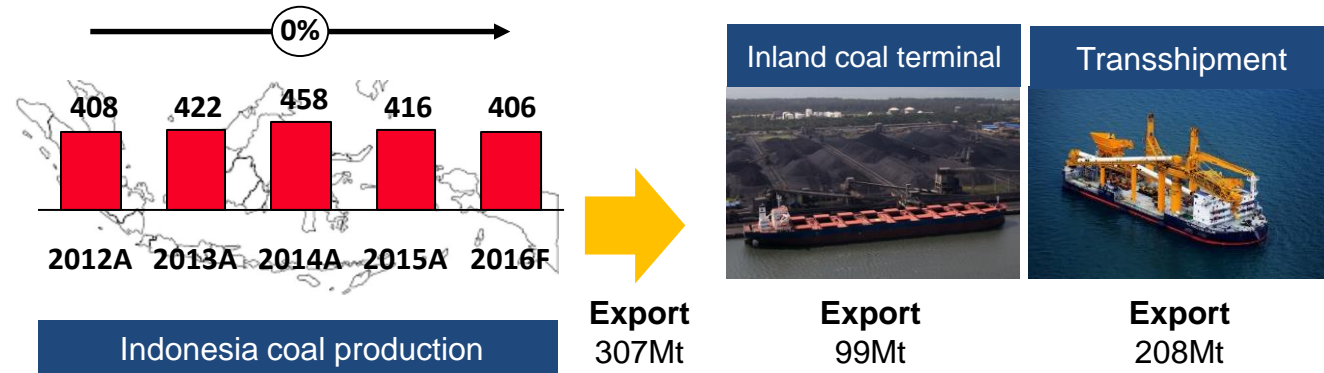 0%
408 422 458 416 406
2012A 2013A 2014A 2015A 2016F
Indonesia coal production
Export
307Mt
Inland coal terminal
Export
99Mt
Transshipment
Export
208Mt